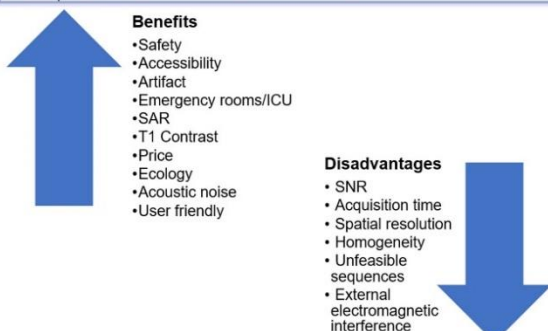 Benefits
•Safety
•Accessibility
•Artifact
•Emergency rooms/ICU
•SAR
•T1 Contrast
•Price
•Ecology
•Acoustic noise
•User friendly
Disadvantages
• SNR
• Acquisition time
• Spatial resolution
• Homogeneity
• Unfeasible
sequences
• External
electromagnetic
interference